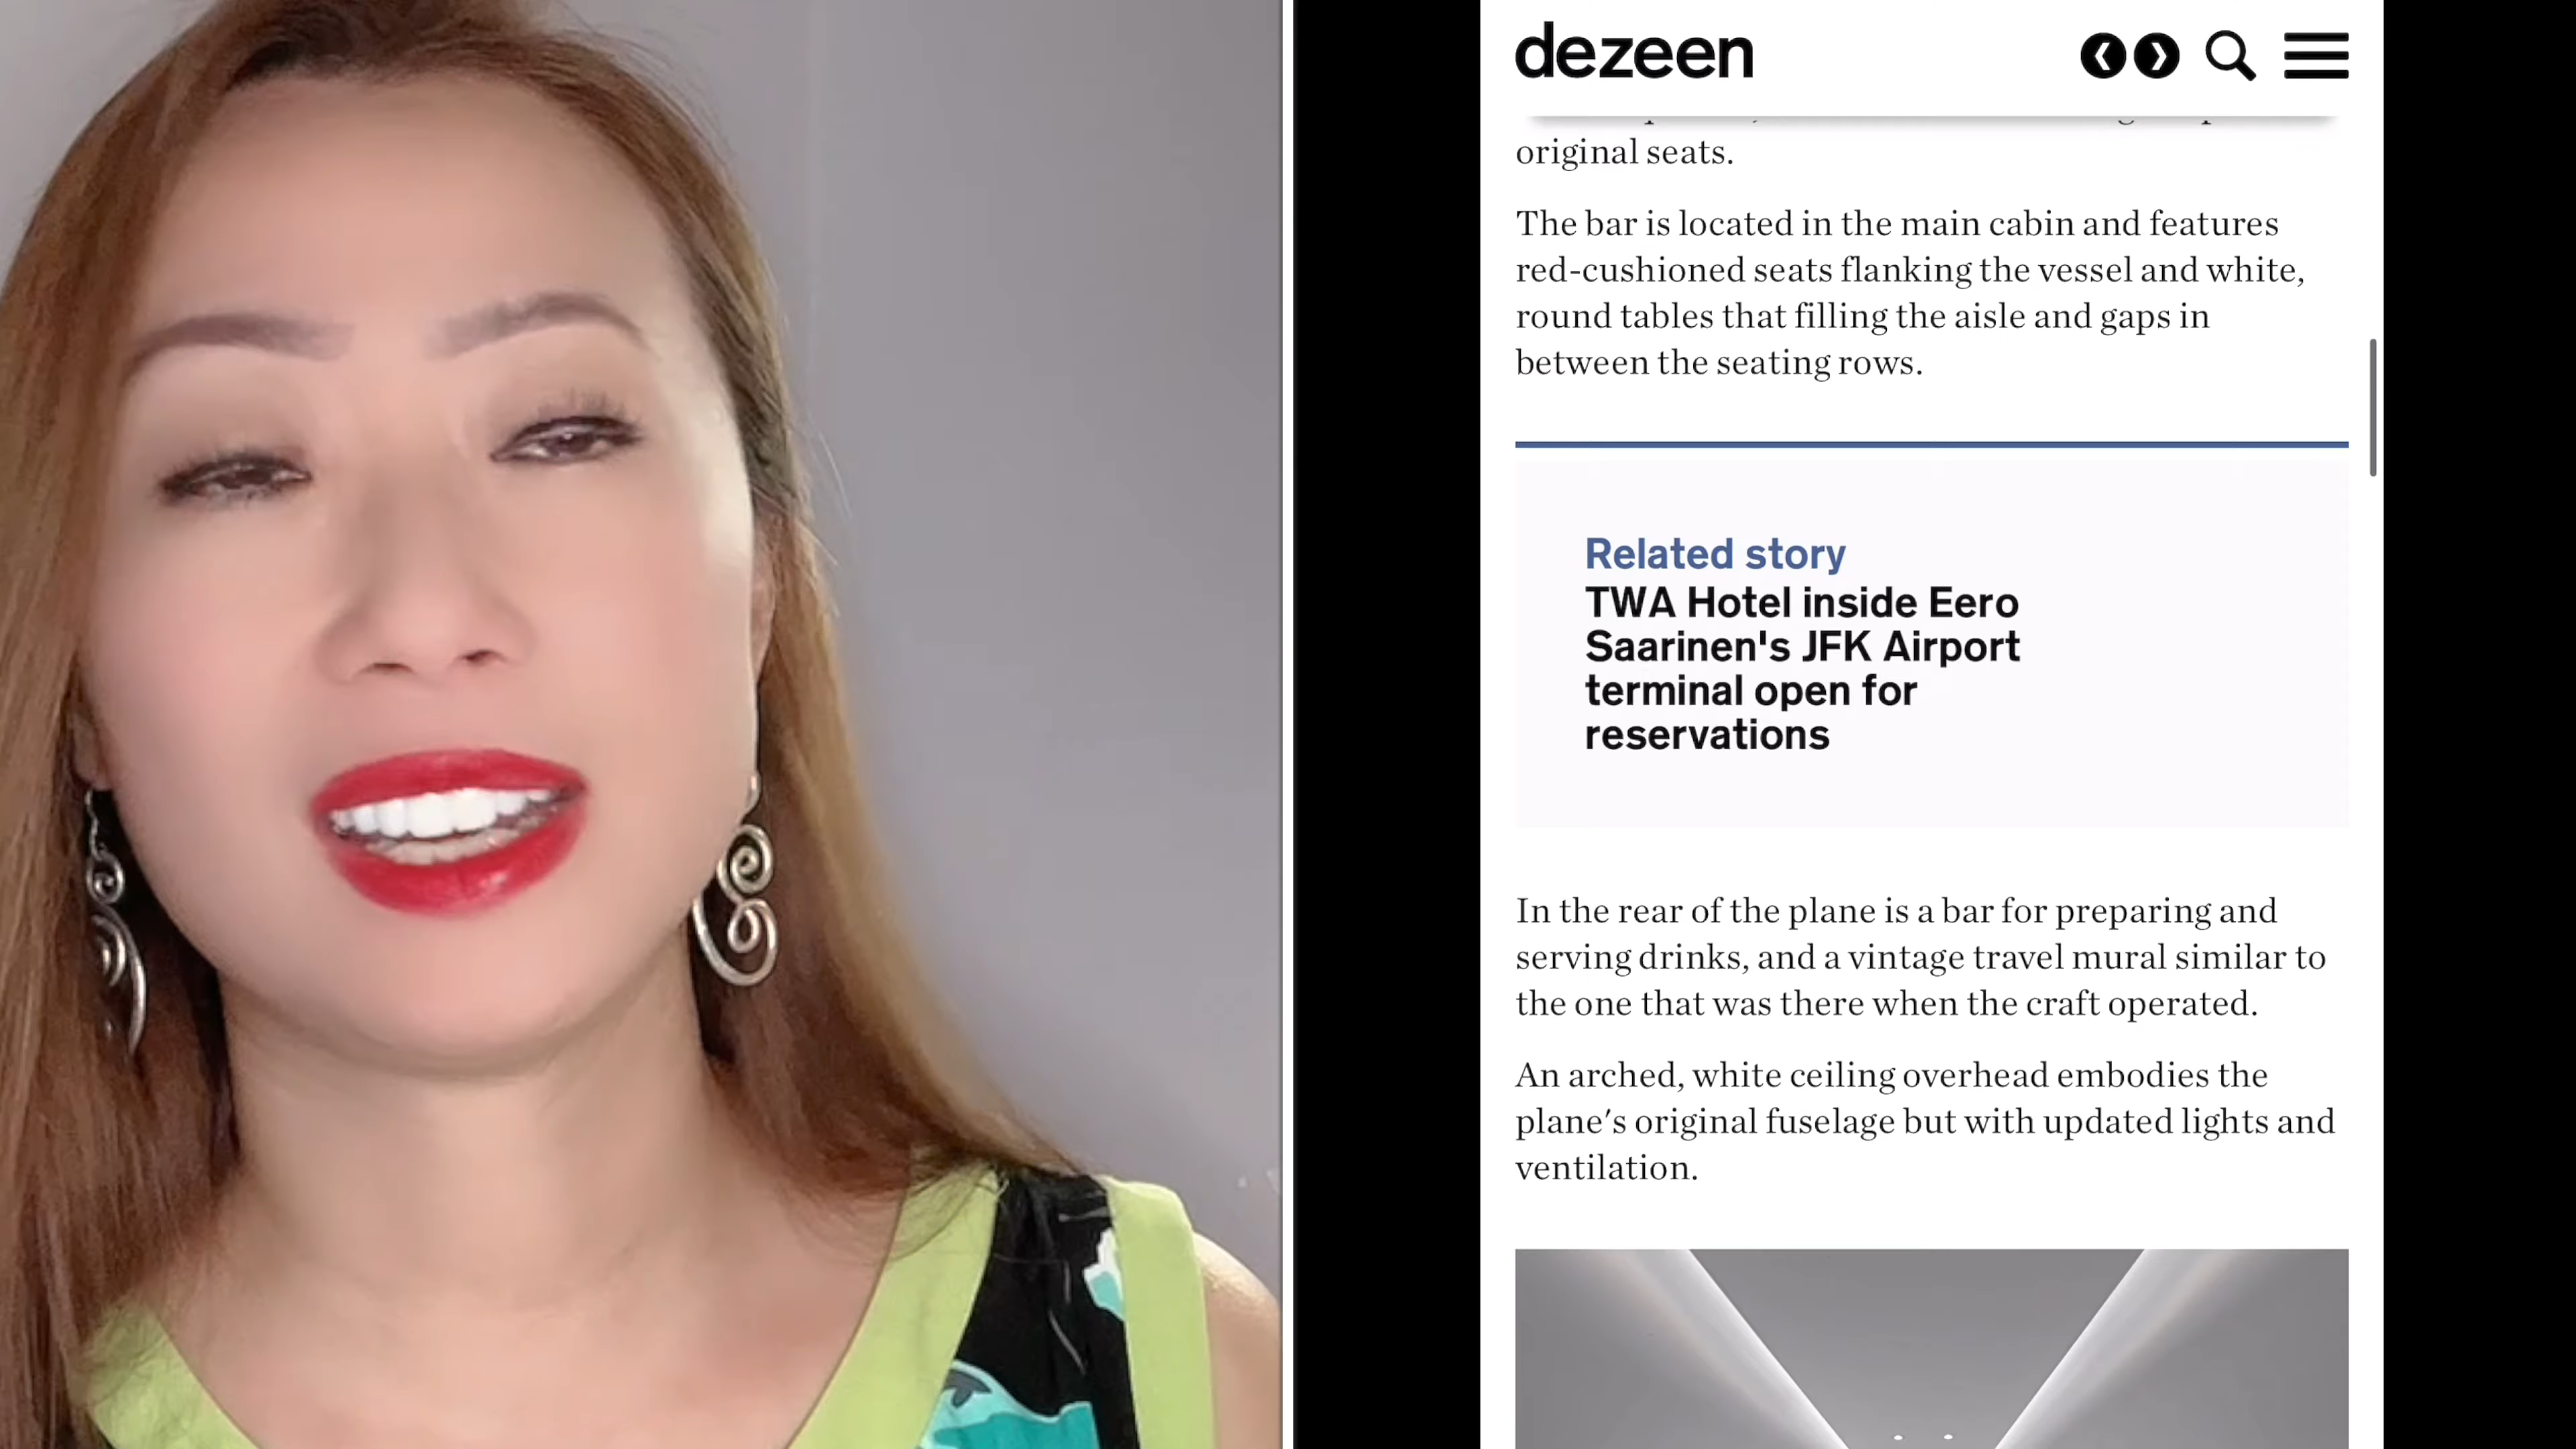 dezeen
original seats.
The bar is located in the main cabin and features
red-cushioned seats flanking the vessel and white,
round tables that filling the aisle and gaps in
between the seating rows.
Related story
TWA Hotel inside Eero
Saarinen's JFK Airport
terminal open for
reservations
In the rear of the plane is a bar for preparing and
serving drinks, and a vintage travel mural similar to
the one that was there when the craft operated.
An arched, white ceiling overhead embodies the
plane's original fuselage but with updated lights and
ventilation.